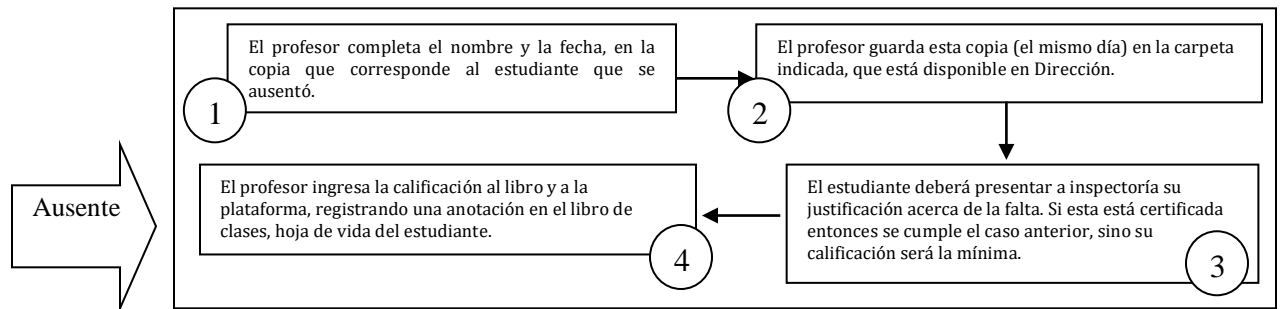 Ausente
El profesor completa el nombre y la fecha, en la
copia que corresponde al estudiante que se
ausentó.
1
El profesor guarda esta copia (el mismo día) en la carpeta
indicada, que está disponible en Dirección.
2
El estudiante deberá presentar a inspectoría su
justificación acerca de la falta. Si esta está certificada
entonces se cumple el caso anterior, sino su
calificación será la mínima.
3
El profesor ingresa la calificación al libro y a la
plataforma, registrando una anotación en el libro de
clases, hoja de vida del estudiante.
4